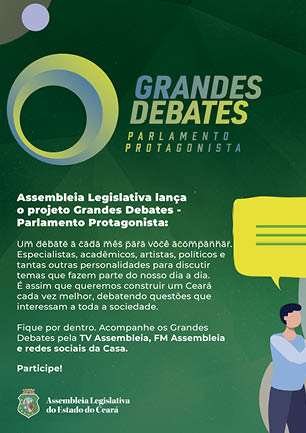 GRANDES
DEBATES
PARLAMENTO
PROTAGONISTA
Assembleia Legislativa lança
o projeto Grandes Debates -
Parlamento Protagonista:
Um debate a cada mês para você acompanhar.
Especialistas, acadêmicos, artistas, políticos e
tantas outras personalidades para discutir
temas que fazem parte do nosso dia a dia.
É assim que queremos construir um Ceará
cada vez melhor, debatendo questões que
interessam a toda a sociedade.
Fique por dentro. Acompanhe os Grandes
Debates pela TV Assembleia, FM Assembleia
e redes sociais da Casa.
Participe!
Assembleia Legislativa
do Estado do Ceará